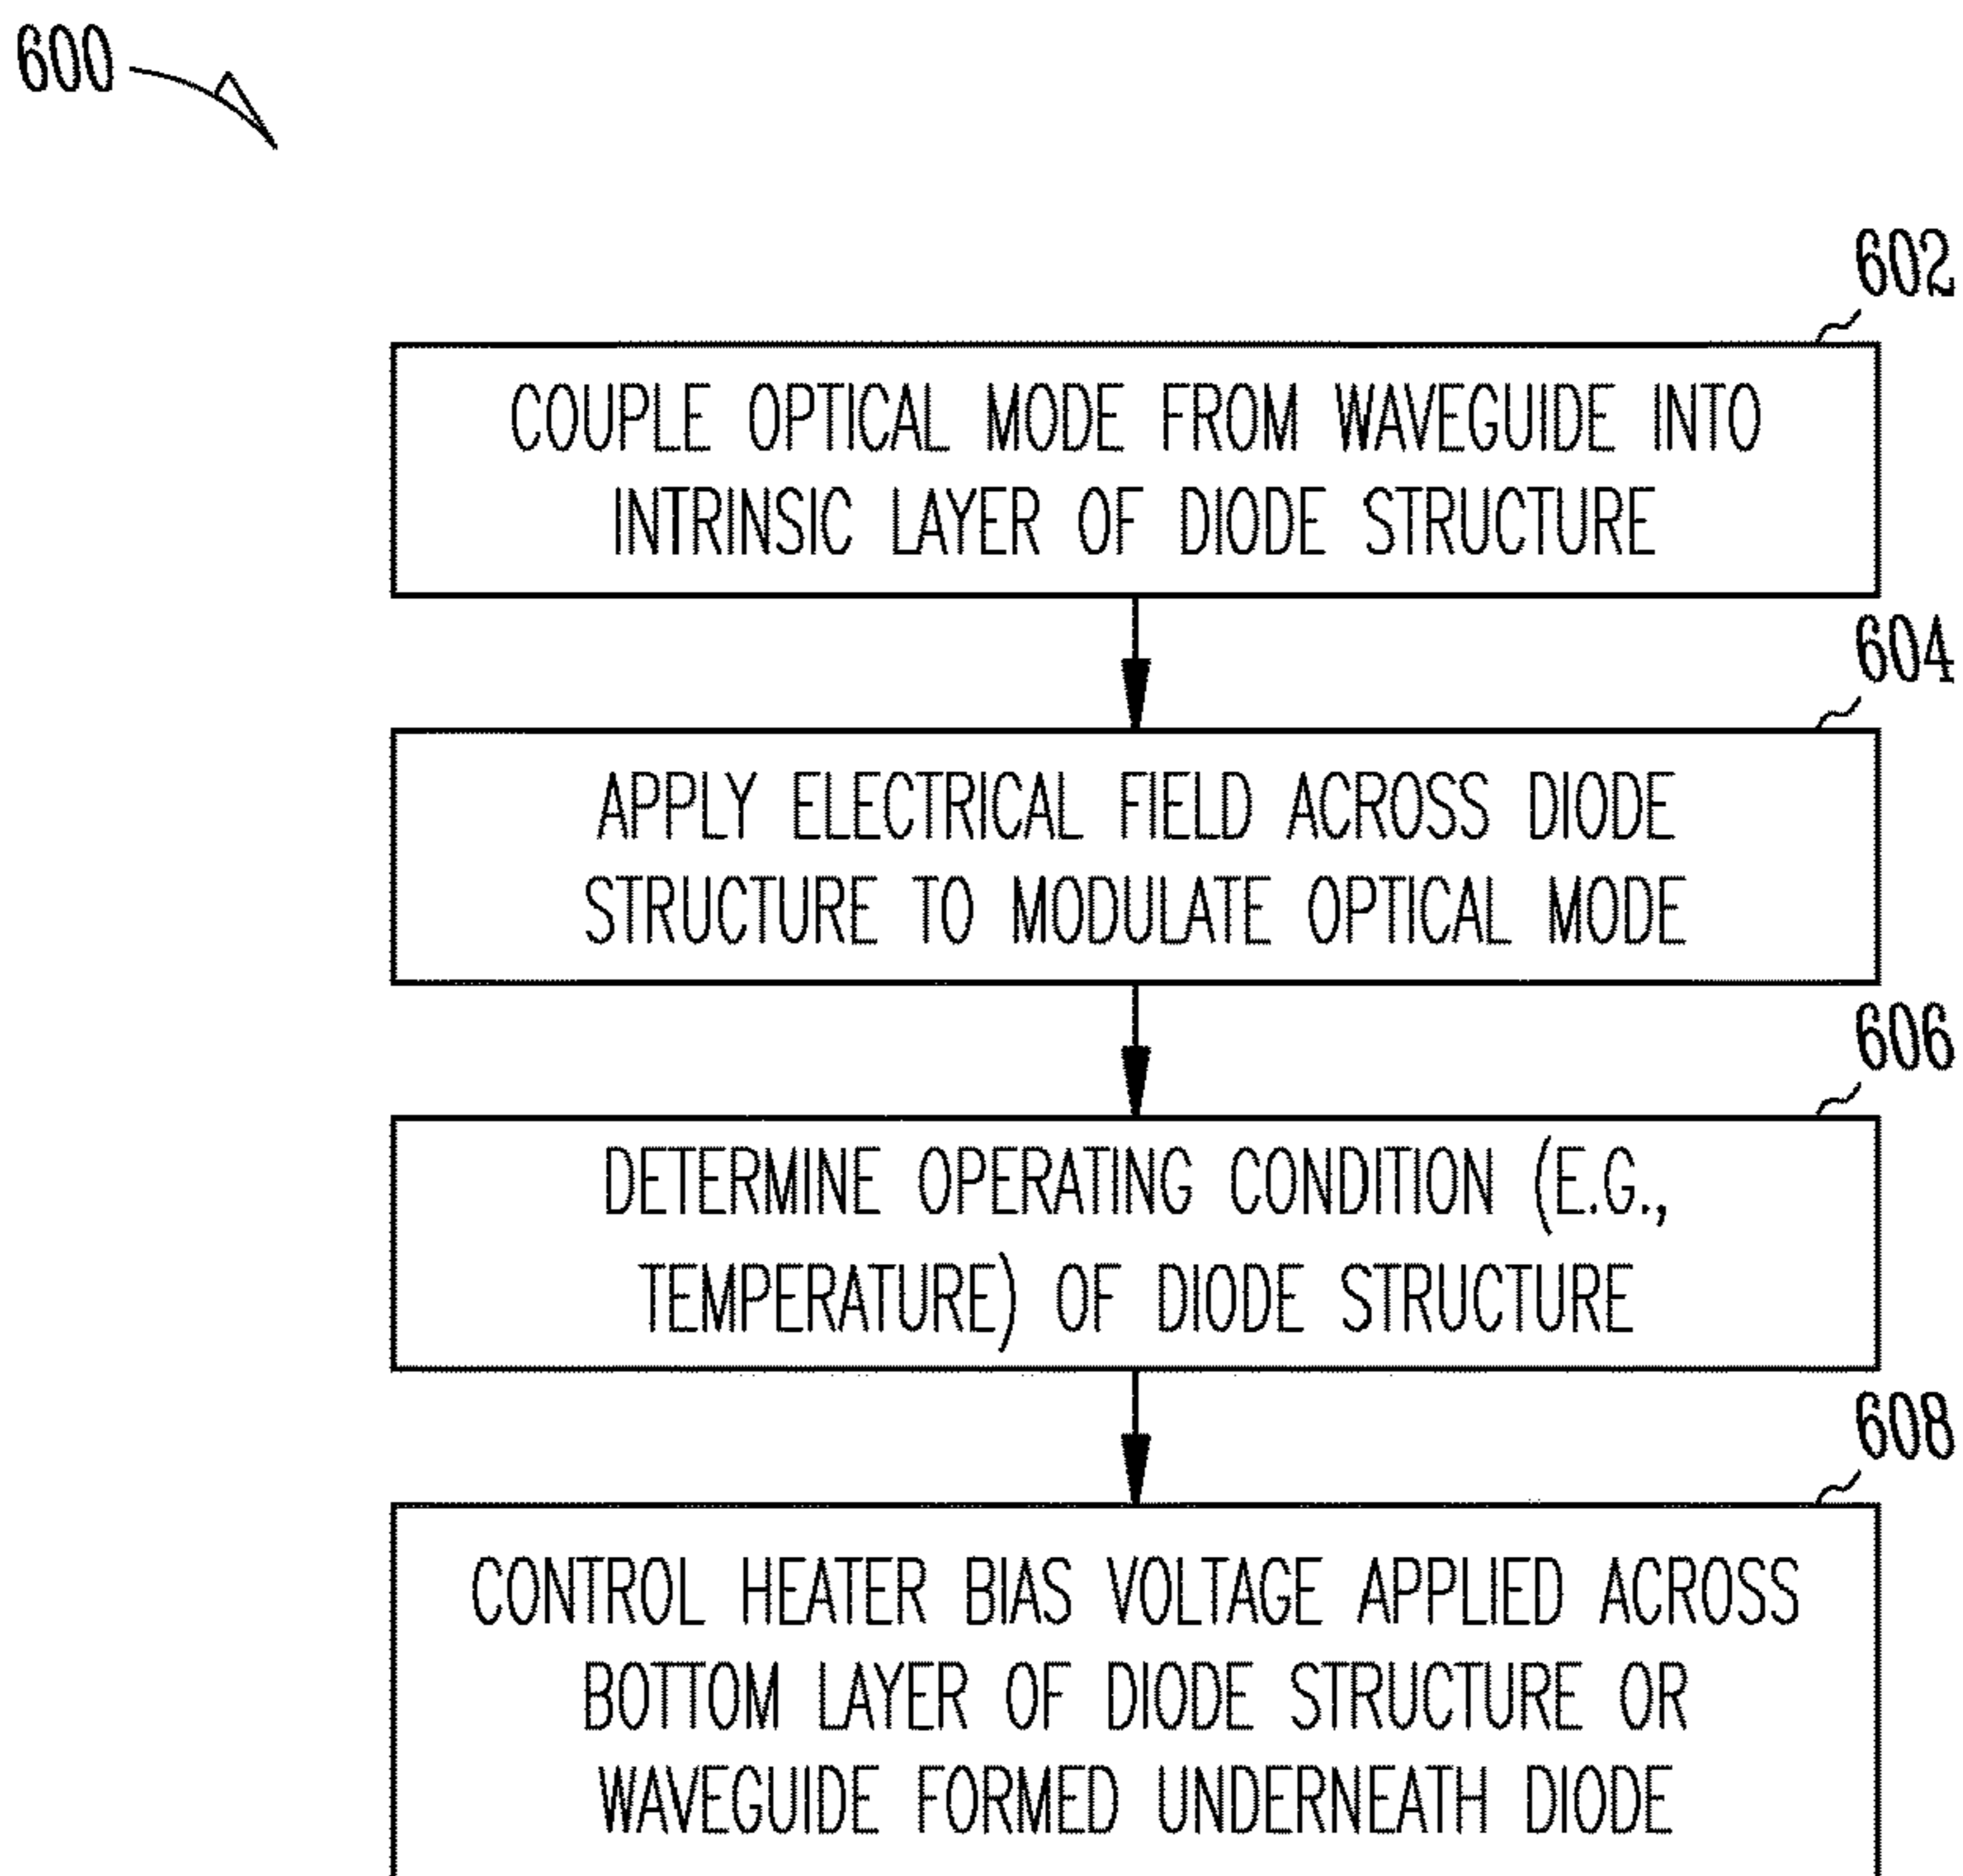 600
602
COUPLE OPTICAL MODE FROM WAVEGUIDE INTO
INTRINSIC LAYER OF DIODE STRUCTURE
604
APPLY ELECTRICAL FIELD ACROSS DIODE
STRUCTURE TO MODULATE OPTICAL MODE
606
DETERMINE OPERATING CONDITION (E.G.,
TEMPERATURE) OF DIODE STRUCTURE
608
CONTROL HEATER BIAS VOLTAGE APPLIED ACROSS
BOTTOM LAYER OF DIODE STRUCTURE OR
WAVEGUIDE FORMED UNDERNEATH DIODE